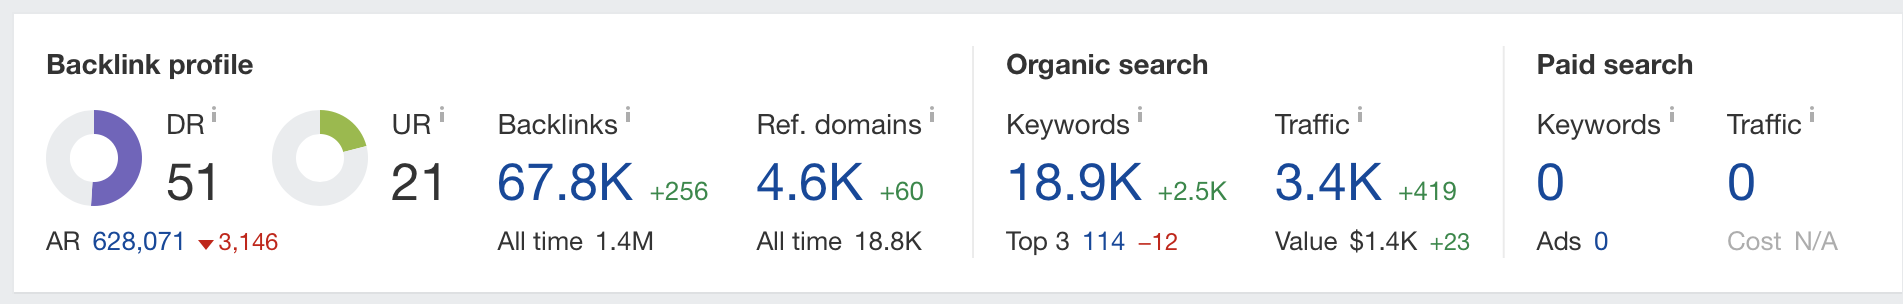 Backlink profile
DR i
51
AR 628,071 ▼3,146
UR i
21
Backlinks i
67.8K +256
All time 1.4M
Ref. domains i
4.6K +60
All time 18.8K
Organic search
Keywords i
18.9K +2.5K
Top 3 114 −12
Traffic i
3.4K +419
Value $1.4K +23
Paid search
Keywords i
0
Ads 0
Traffic i
0
Cost N/A